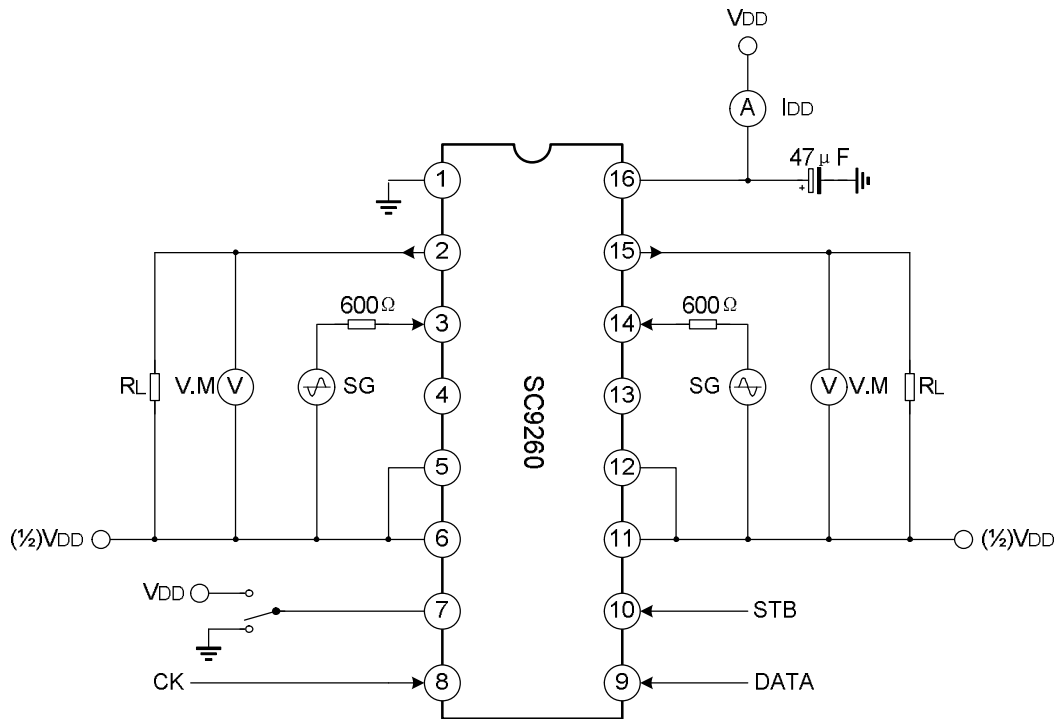 VDD
A IDD
47 μ F
+
1 16
2 15
600Ω 600Ω
3 14
RL V.M V SG 4 SC9260 13 SG V V.M RL
5 12
(½)VDD 6 11 (½)VDD
VDD 7 10 STB
CK 8 9 DATA